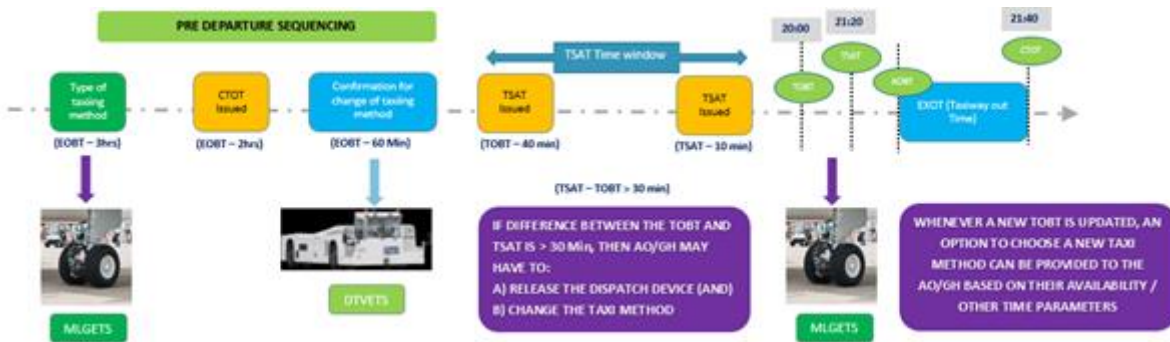 PRE DEPARTURE SEQUENCING
20:00
21:20
21:40
TSAT Time window
TOBT
TSAT
AOBT
CTOT
Type of
taxiing
method
CTOT
Issued
Confirmation for
change of taxiing
method
TSAT
Issued
TSAT
Issued
EXOT (Taxiway out
Time)
(EOBT – 3hrs)
(EOBT – 2hrs)
(EOBT – 60 Min)
(TOBT – 40 min)
(TSAT – 10 min)
(TSAT – TOBT > 30 min)
IF DIFFERENCE BETWEEN THE TOBT AND
TSAT IS > 30 Min, THEN AO/GH MAY
HAVE TO:
A) RELEASE THE DISPATCH DEVICE (AND)
B) CHANGE THE TAXI METHOD
WHENEVER A NEW TOBT IS UPDATED, AN
OPTION TO CHOOSE A NEW TAXI
METHOD CAN BE PROVIDED TO THE
AO/GH BASED ON THEIR AVAILABILITY /
OTHER TIME PARAMETERS
MLGETS
DTVETS
MLGETS